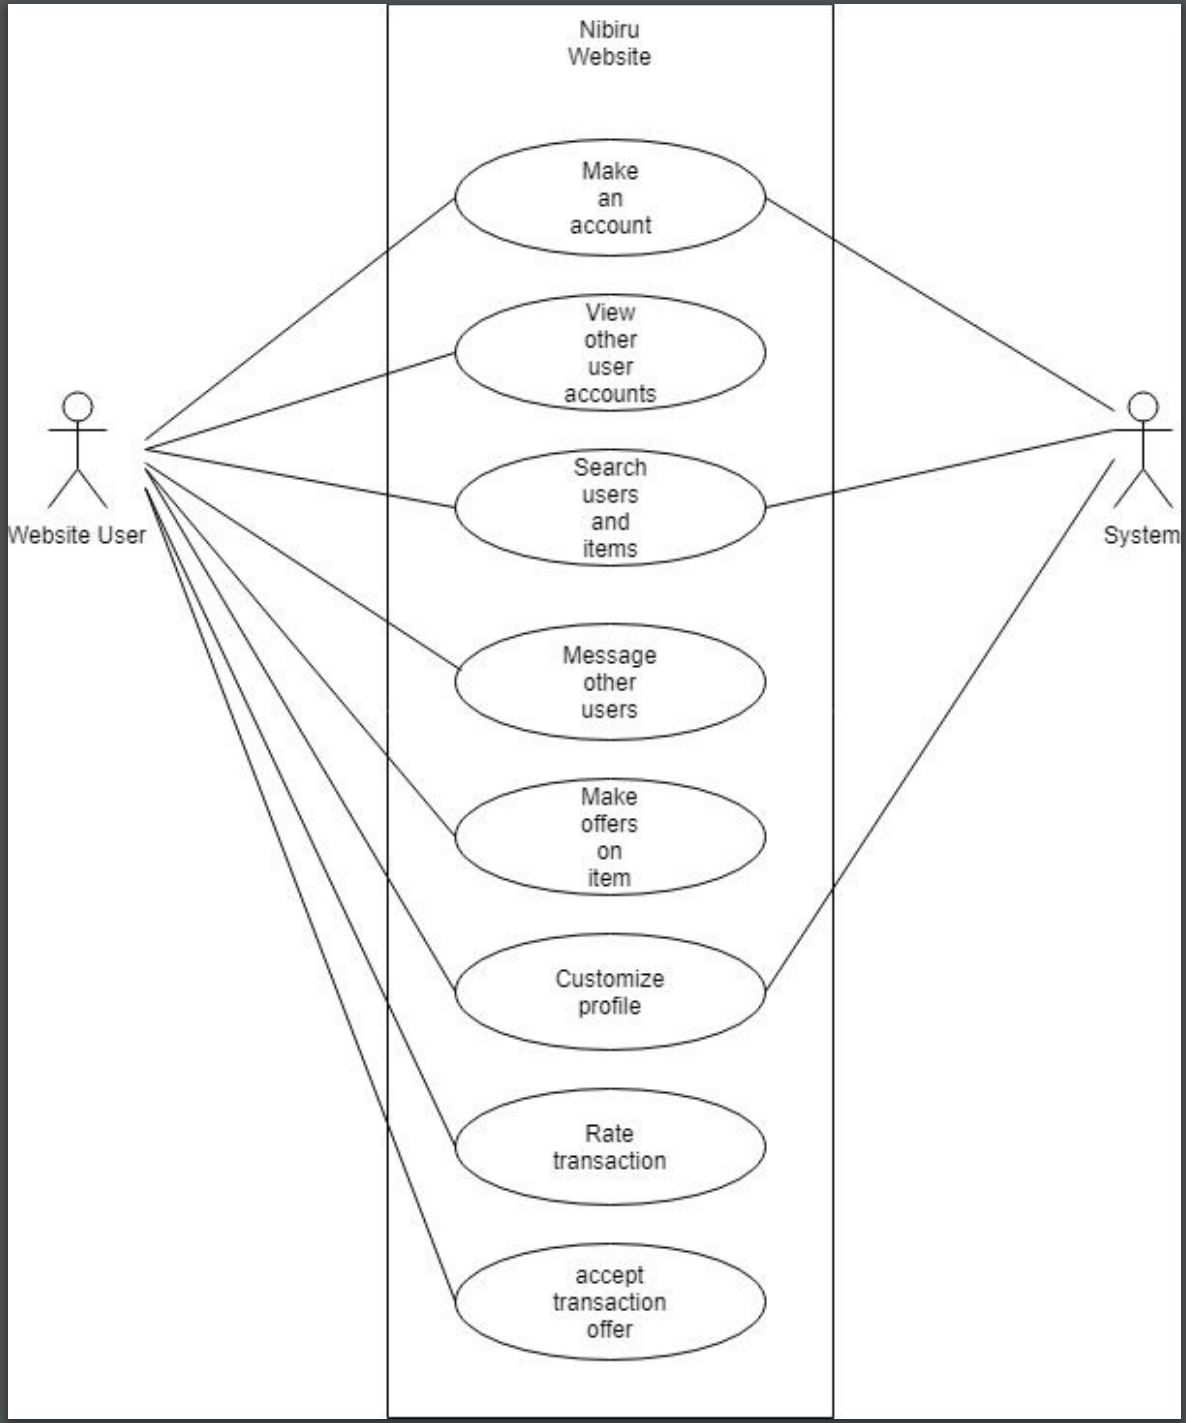 Nibiru
Website
Make
an
account
View
other
user
accounts
Search
users
and
items
Website User
System
Message
other
users
Make
offers
on
item
Customize
profile
Rate
transaction
accept
transaction
offer